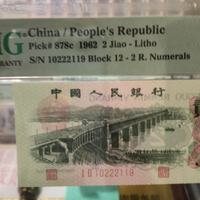 MG China / People's Republic
Pick# 878c 1962 2 Jiao - Litho
RANTY S/N 10222119 Block 12 - 2 R. Numerals
中国人民银行
I D 10222119